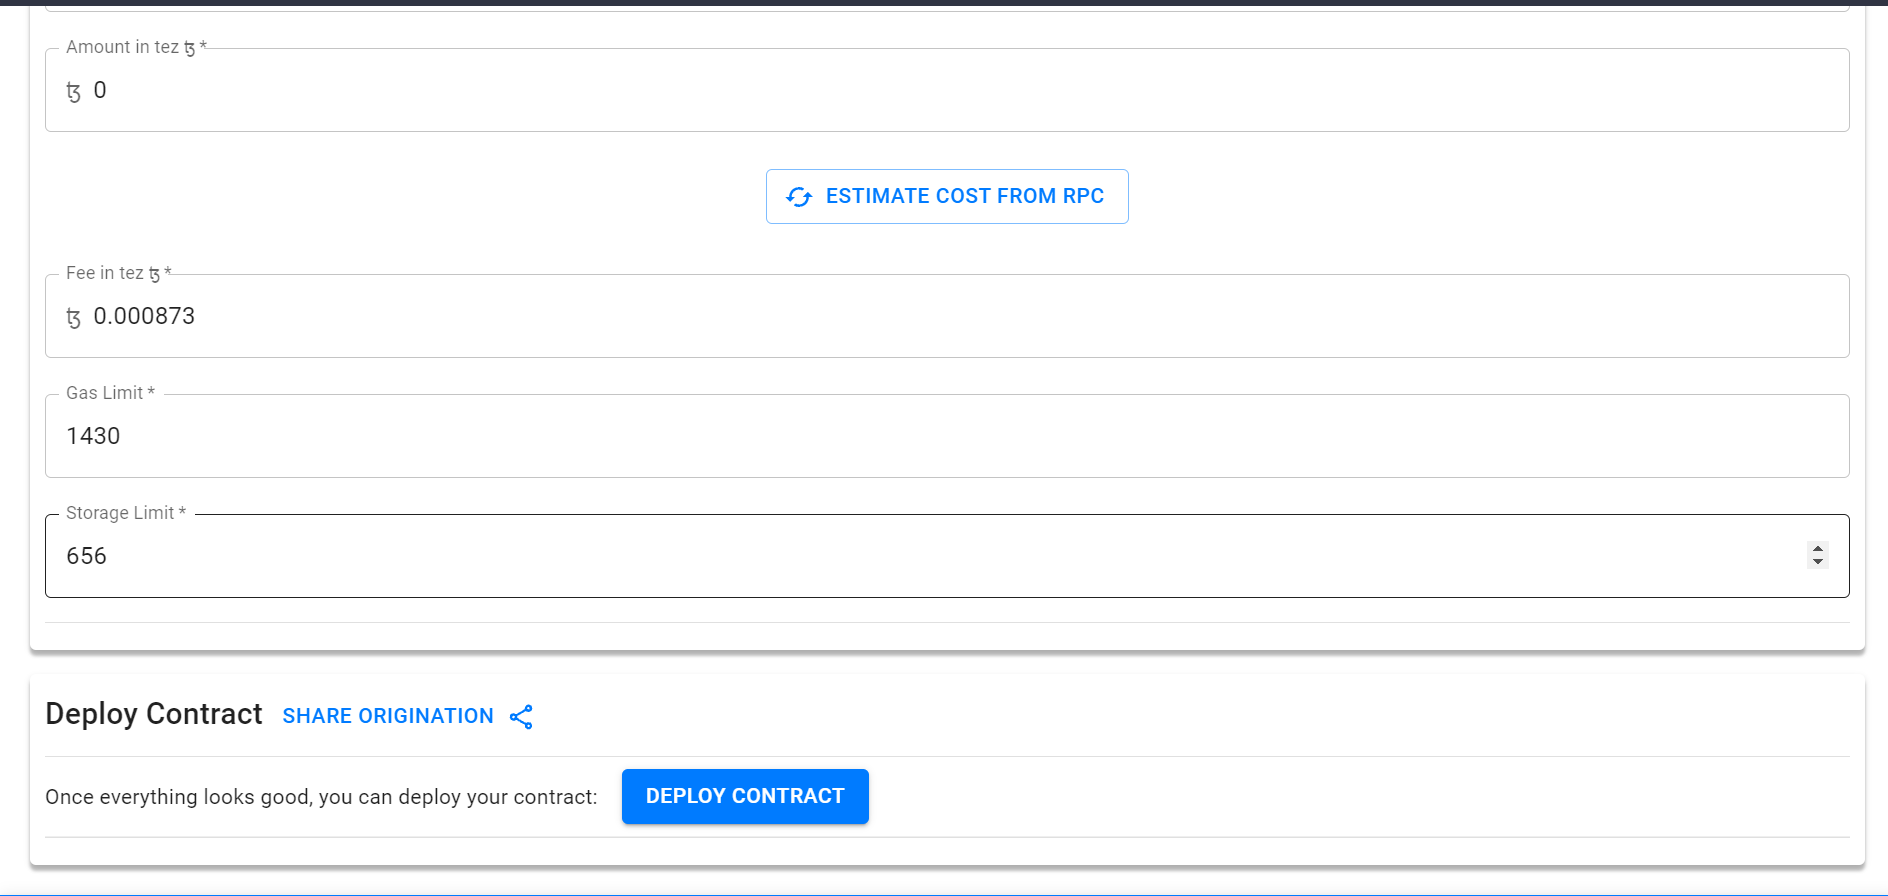 Amount in tez ꜩ *
ꜩ 0
ESTIMATE COST FROM RPC
Fee in tez ꜩ *
ꜩ 0.000873
Gas Limit *
1430
Storage Limit *
656
Deploy Contract SHARE ORIGINATION
Once everything looks good, you can deploy your contract: DEPLOY CONTRACT